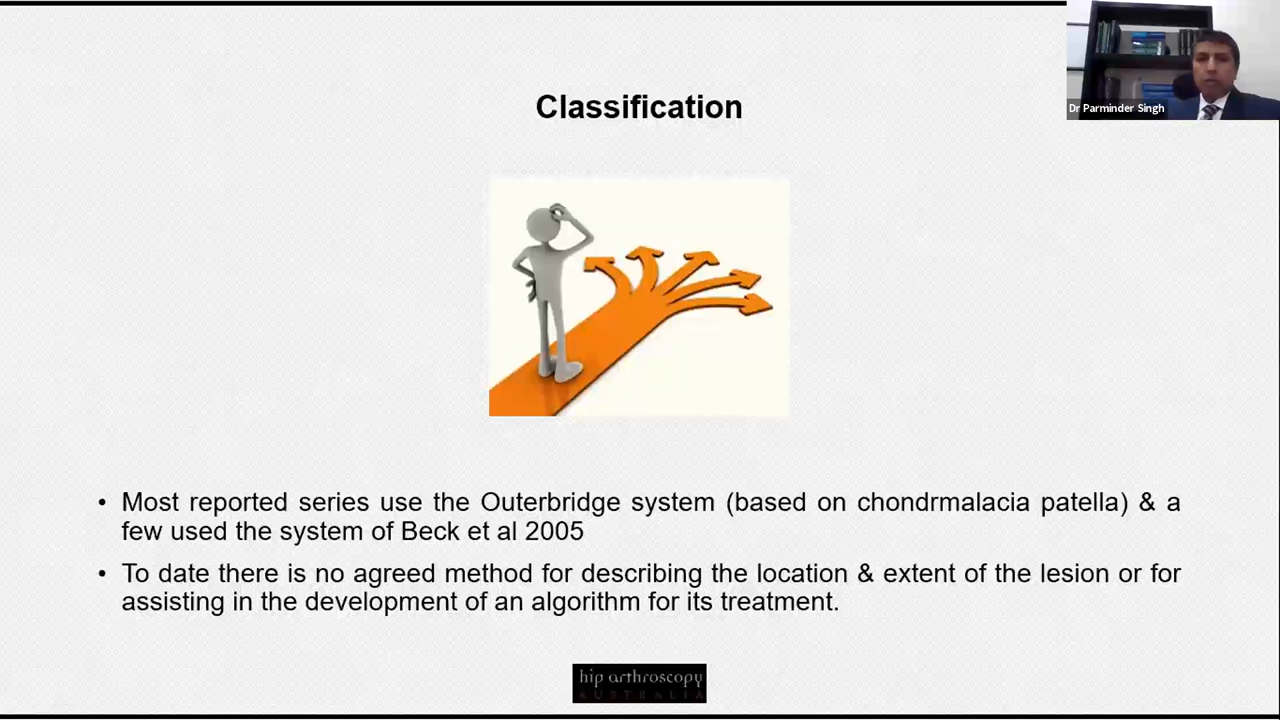 Dr Parminder Singh
Classification
• Most reported series use the Outerbridge system (based on chondrmalacia patella) & a
few used the system of Beck et al 2005
• To date there is no agreed method for describing the location & extent of the lesion or for
assisting in the development of an algorithm for its treatment.
hip arthroscopy
AUSTRALIA